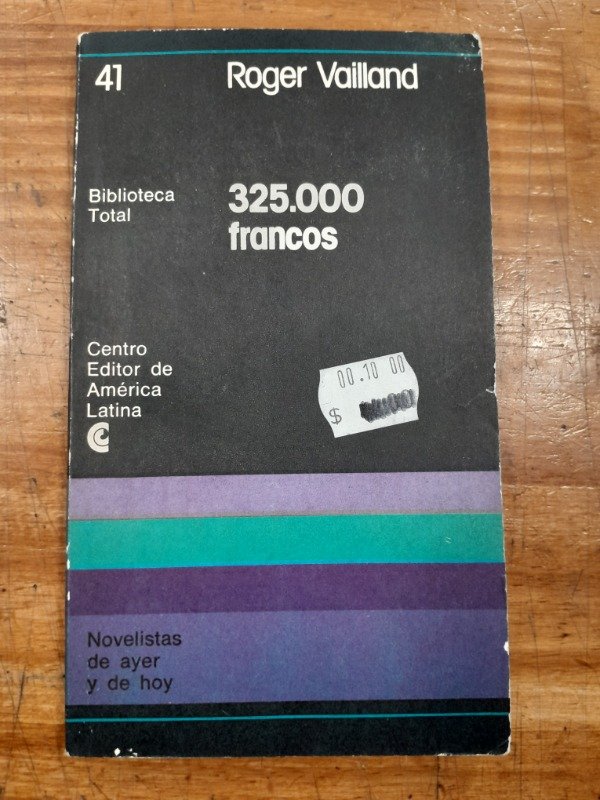 41
Roger Vailland
Biblioteca
Total
325.000
francos
Centro
Editor de
América
Latina
00.10 00
$
Novelistas
de ayer
y de hoy